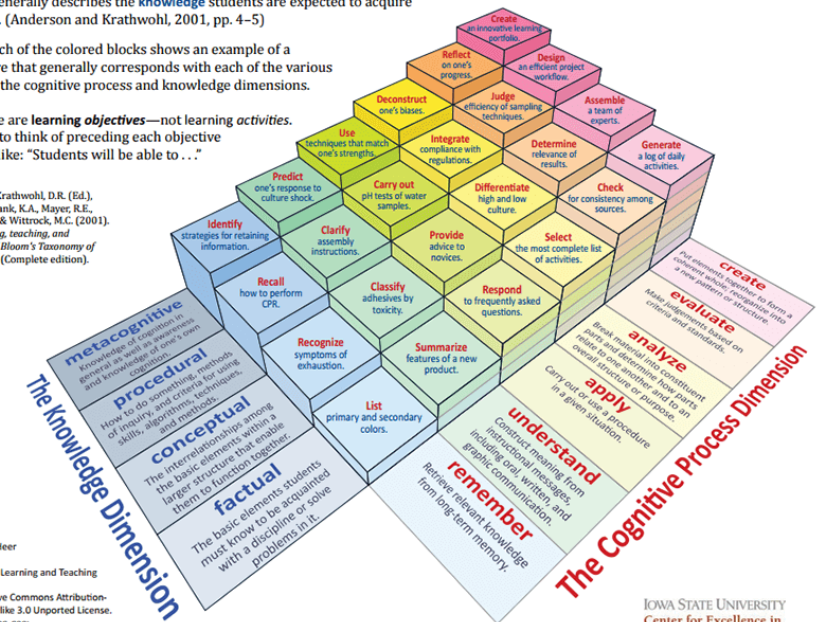 generally describes the knowledge students are expected to acquire
. (Anderson and Krathwohl, 2001, pp. 4–5)
ch of the colored blocks shows an example of a
e that generally corresponds with each of the various
the cognitive process and knowledge dimensions.
e are learning objectives—not learning activities.
to think of preceding each objective
like: “Students will be able to . . .”
Krathwohl, D.R. (Ed.),
ank, K.A., Mayer, R.E.,
& Wittrock, M.C. (2001).
g, teaching, and
Bloom’s Taxonomy of
(Complete edition).
Create
an innovative learning
portfolio.
Reflect
on one’s
progress.
Design
an efficient project
workflow.
Deconstruct
one’s biases.
Judge
efficiency of sampling
techniques.
Assemble
a team of
experts.
Use
techniques that match
one’s strengths.
Integrate
compliance with
regulations.
Determine
relevance of
results.
Generate
a log of daily
activities.
Predict
one’s response to
culture shock.
Carry out
pH tests of water
samples.
Differentiate
high and low
culture.
Check
for consistency among
sources.
Identify
strategies for retaining
information.
Clarify
assembly
instructions.
Provide
advice to
novices.
Select
the most complete list
of activities.
Recall
how to perform
CPR.
Classify
adhesives by
toxicity.
Respond
to frequently asked
questions.
Recognize
symptoms of
exhaustion.
Summarize
features of a new
product.
List
primary and secondary
colors.
metacognitive
Knowledge of cognition in
general as well as awareness
and knowledge of one’s own
cognition.
procedural
How to do something, methods
of inquiry, and criteria for using
skills, algorithms, techniques,
and methods.
conceptual
The interrelationships among
the basic elements within a
larger structure that enable
them to function together.
factual
The basic elements students
must know to be acquainted
with a discipline or solve
problems in it.
The Knowledge Dimension
create
Put elements together to form a
coherent whole; reorganize into
a new pattern or structure.
evaluate
Make judgements based on
criteria and standards.
analyze
Break material into constituent
parts and determine how parts
relate to one another and to an
overall structure or purpose.
apply
Carry out or use a procedure
in a given situation.
understand
Construct meaning from
instructional messages,
including oral, written, and
graphic communication.
remember
Retrieve relevant knowledge
from long-term memory.
The Cognitive Process Dimension
Heer
Learning and Teaching
ve Commons Attribution-
like 3.0 Unported License.
IOWA STATE UNIVERSITY
Center for Excellence in